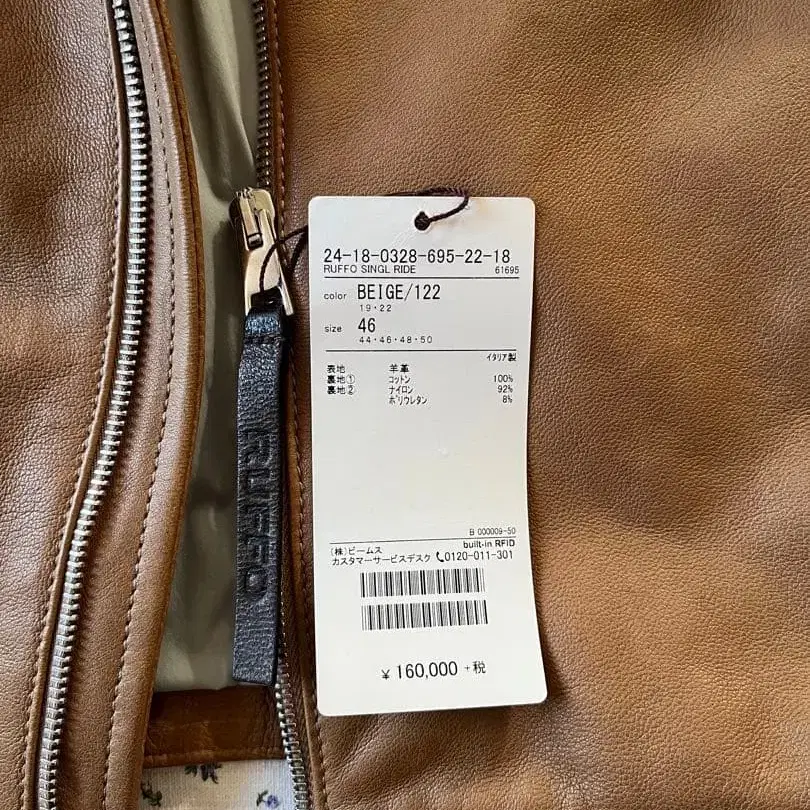 24-18-0328-695-22-18
RUFFO SINGL RIDE 61695
color BEIGE/122
19・22
size 46
44・46・48・50
イタリア製
表地 羊革
裏地① コットン 100%
裏地② ナイロン 92%
ポリウレタン 8%
B 000009-50
built-in RFID
(株)ビームス
カスタマーサービスデスク 0120-011-301
¥ 160,000 +税
RUFFO